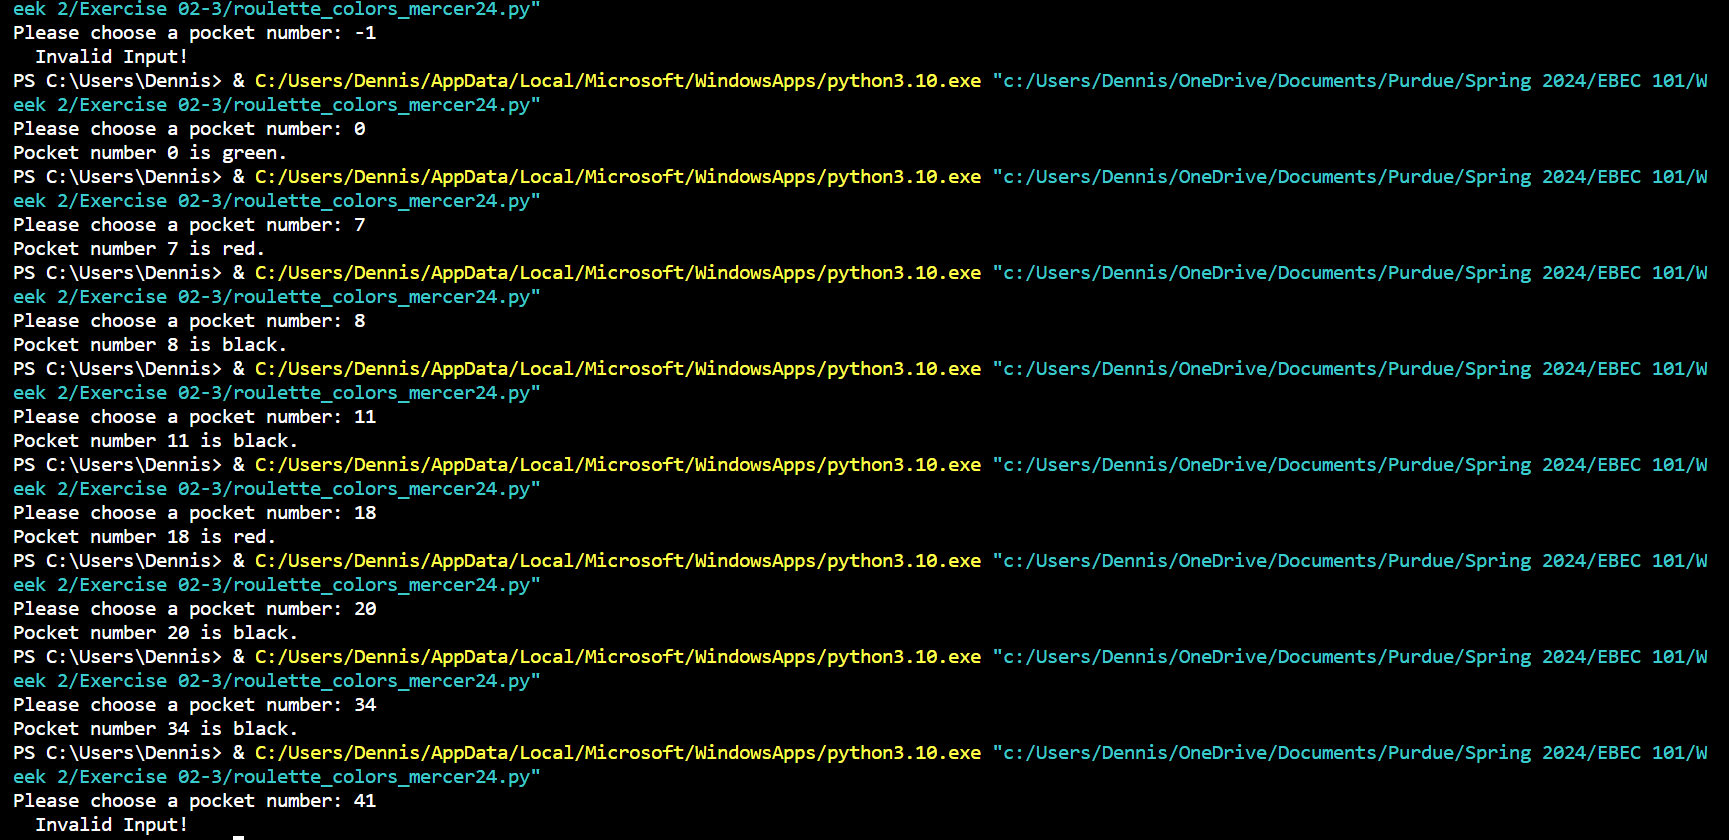 eek 2/Exercise 02-3/roulette_colors_mercer24.py"
Please choose a pocket number: -1
  Invalid Input!
PS C:\Users\Dennis> & C:/Users/Dennis/AppData/Local/Microsoft/WindowsApps/python3.10.exe "c:/Users/Dennis/OneDrive/Documents/Purdue/Spring 2024/EBEC 101/W
eek 2/Exercise 02-3/roulette_colors_mercer24.py"
Please choose a pocket number: 0
Pocket number 0 is green.
PS C:\Users\Dennis> & C:/Users/Dennis/AppData/Local/Microsoft/WindowsApps/python3.10.exe "c:/Users/Dennis/OneDrive/Documents/Purdue/Spring 2024/EBEC 101/W
eek 2/Exercise 02-3/roulette_colors_mercer24.py"
Please choose a pocket number: 7
Pocket number 7 is red.
PS C:\Users\Dennis> & C:/Users/Dennis/AppData/Local/Microsoft/WindowsApps/python3.10.exe "c:/Users/Dennis/OneDrive/Documents/Purdue/Spring 2024/EBEC 101/W
eek 2/Exercise 02-3/roulette_colors_mercer24.py"
Please choose a pocket number: 8
Pocket number 8 is black.
PS C:\Users\Dennis> & C:/Users/Dennis/AppData/Local/Microsoft/WindowsApps/python3.10.exe "c:/Users/Dennis/OneDrive/Documents/Purdue/Spring 2024/EBEC 101/W
eek 2/Exercise 02-3/roulette_colors_mercer24.py"
Please choose a pocket number: 11
Pocket number 11 is black.
PS C:\Users\Dennis> & C:/Users/Dennis/AppData/Local/Microsoft/WindowsApps/python3.10.exe "c:/Users/Dennis/OneDrive/Documents/Purdue/Spring 2024/EBEC 101/W
eek 2/Exercise 02-3/roulette_colors_mercer24.py"
Please choose a pocket number: 18
Pocket number 18 is red.
PS C:\Users\Dennis> & C:/Users/Dennis/AppData/Local/Microsoft/WindowsApps/python3.10.exe "c:/Users/Dennis/OneDrive/Documents/Purdue/Spring 2024/EBEC 101/W
eek 2/Exercise 02-3/roulette_colors_mercer24.py"
Please choose a pocket number: 20
Pocket number 20 is black.
PS C:\Users\Dennis> & C:/Users/Dennis/AppData/Local/Microsoft/WindowsApps/python3.10.exe "c:/Users/Dennis/OneDrive/Documents/Purdue/Spring 2024/EBEC 101/W
eek 2/Exercise 02-3/roulette_colors_mercer24.py"
Please choose a pocket number: 34
Pocket number 34 is black.
PS C:\Users\Dennis> & C:/Users/Dennis/AppData/Local/Microsoft/WindowsApps/python3.10.exe "c:/Users/Dennis/OneDrive/Documents/Purdue/Spring 2024/EBEC 101/W
eek 2/Exercise 02-3/roulette_colors_mercer24.py"
Please choose a pocket number: 41
  Invalid Input!